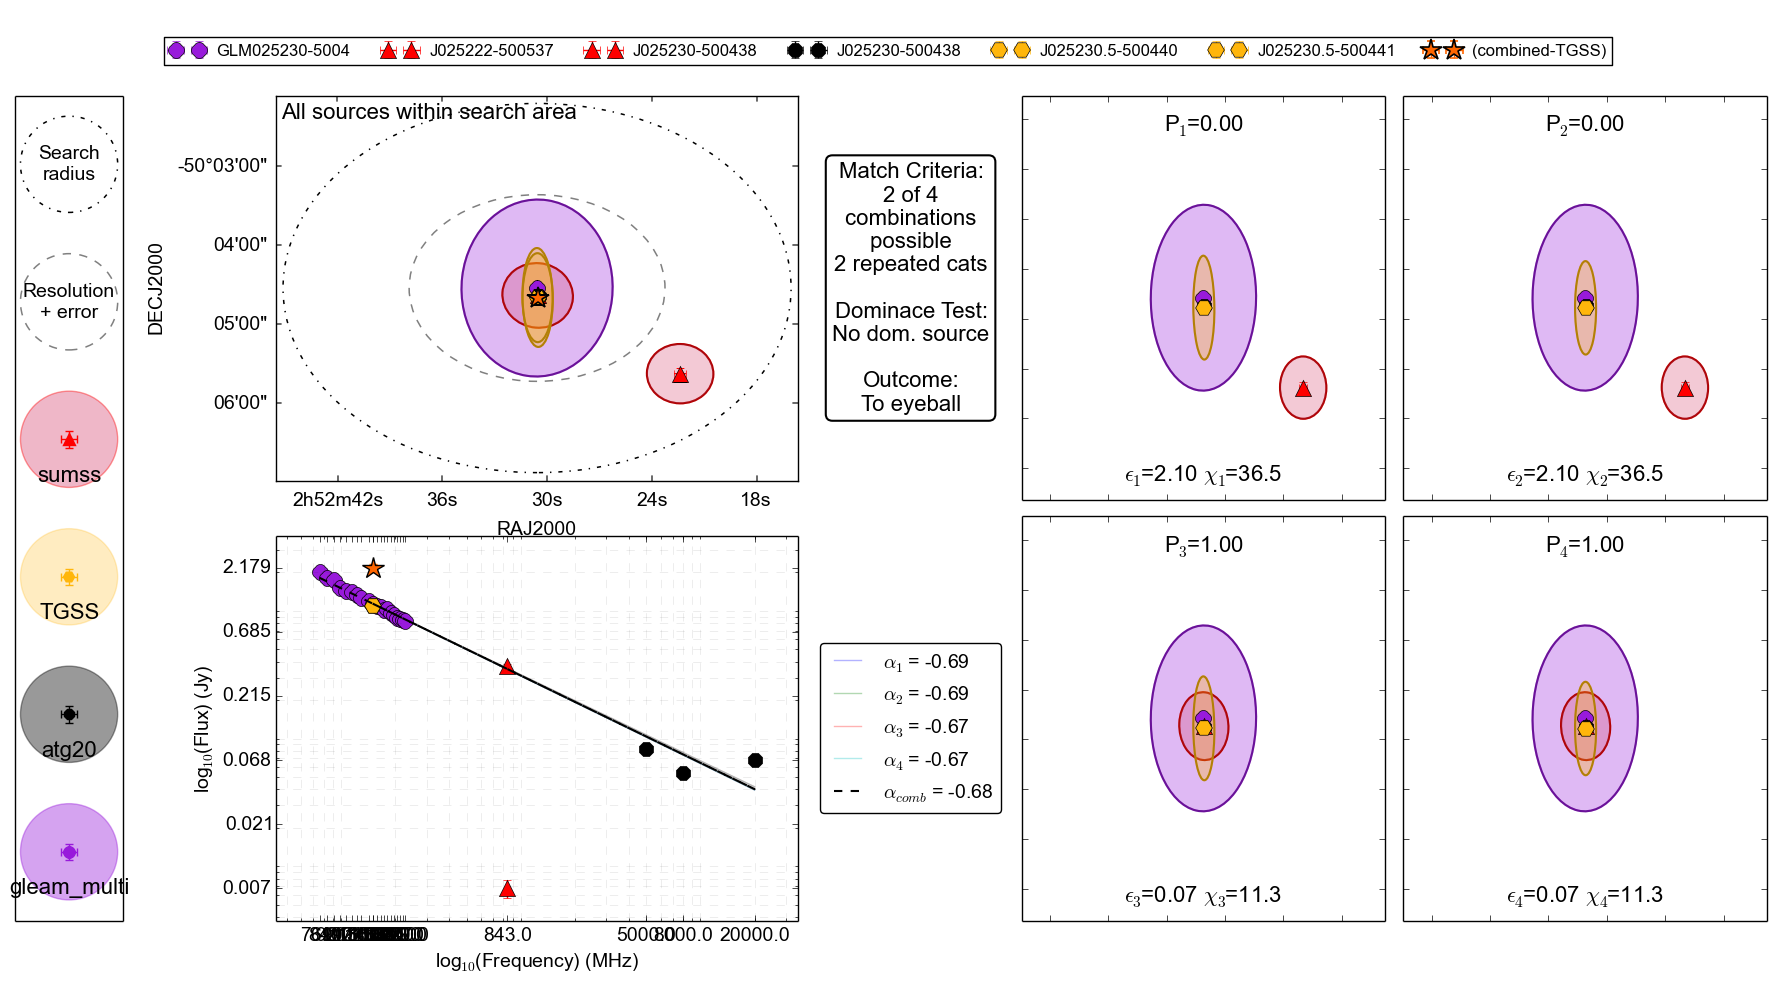 GLM025230-5004 J025222-500537 J025230-500438 J025230-500438 J025230.5-500440 J025230.5-500441 (combined-TGSS)
Search
radius
Resolution
+ error
sumss
TGSS
atg20
gleam_multi
All sources within search area
DECJ2000
-50°03'00"
04'00"
05'00"
06'00"
2h52m42s 36s 30s 24s 18s
RAJ2000
Match Criteria:
2 of 4
combinations
possible
2 repeated cats
Dominace Test:
No dom. source
Outcome:
To eyeball
P₁=0.00
ϵ₁=2.10 χ₁=36.5
P₂=0.00
ϵ₂=2.10 χ₂=36.5
log₁₀(Flux) (Jy)
2.179
0.685
0.215
0.068
0.021
0.007
843.0 5000.0 8000.0 20000.0
log₁₀(Frequency) (MHz)
α₁ = -0.69
α₂ = -0.69
α₃ = -0.67
α₄ = -0.67
α_comb = -0.68
P₃=1.00
ϵ₃=0.07 χ₃=11.3
P₄=1.00
ϵ₄=0.07 χ₄=11.3